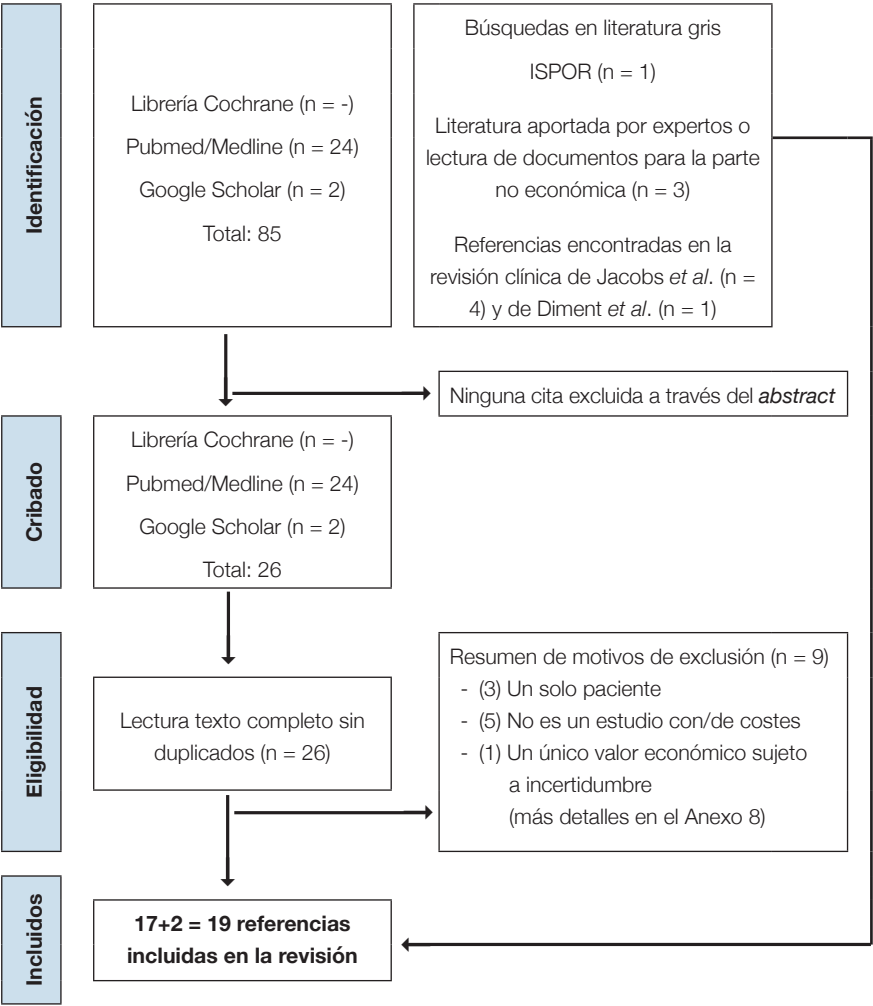 Identificación
Librería Cochrane (n = -)
Pubmed/Medline (n = 24)
Google Scholar (n = 2)
Total: 85
Búsquedas en literatura gris
ISPOR (n = 1)
Literatura aportada por expertos o
lectura de documentos para la parte
no económica (n = 3)
Referencias encontradas en la
revisión clínica de Jacobs et al. (n =
4) y de Diment et al. (n = 1)
Ninguna cita excluida a través del abstract
Cribado
Librería Cochrane (n = -)
Pubmed/Medline (n = 24)
Google Scholar (n = 2)
Total: 26
Eligibilidad
Lectura texto completo sin
duplicados (n = 26)
Resumen de motivos de exclusión (n = 9)
- (3) Un solo paciente
- (5) No es un estudio con/de costes
- (1) Un único valor económico sujeto
a incertidumbre
(más detalles en el Anexo 8)
Incluidos
17+2 = 19 referencias
incluidas en la revisión